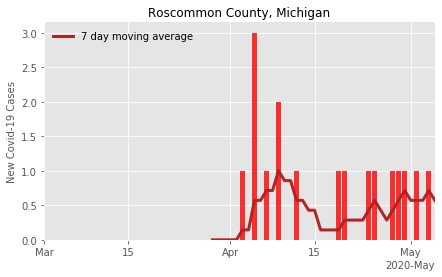 Roscommon County, Michigan
7 day moving average
New Covid-19 Cases
3.0
2.5
2.0
1.5
1.0
0.5
0.0
Mar 15 Apr 15 May
2020-May